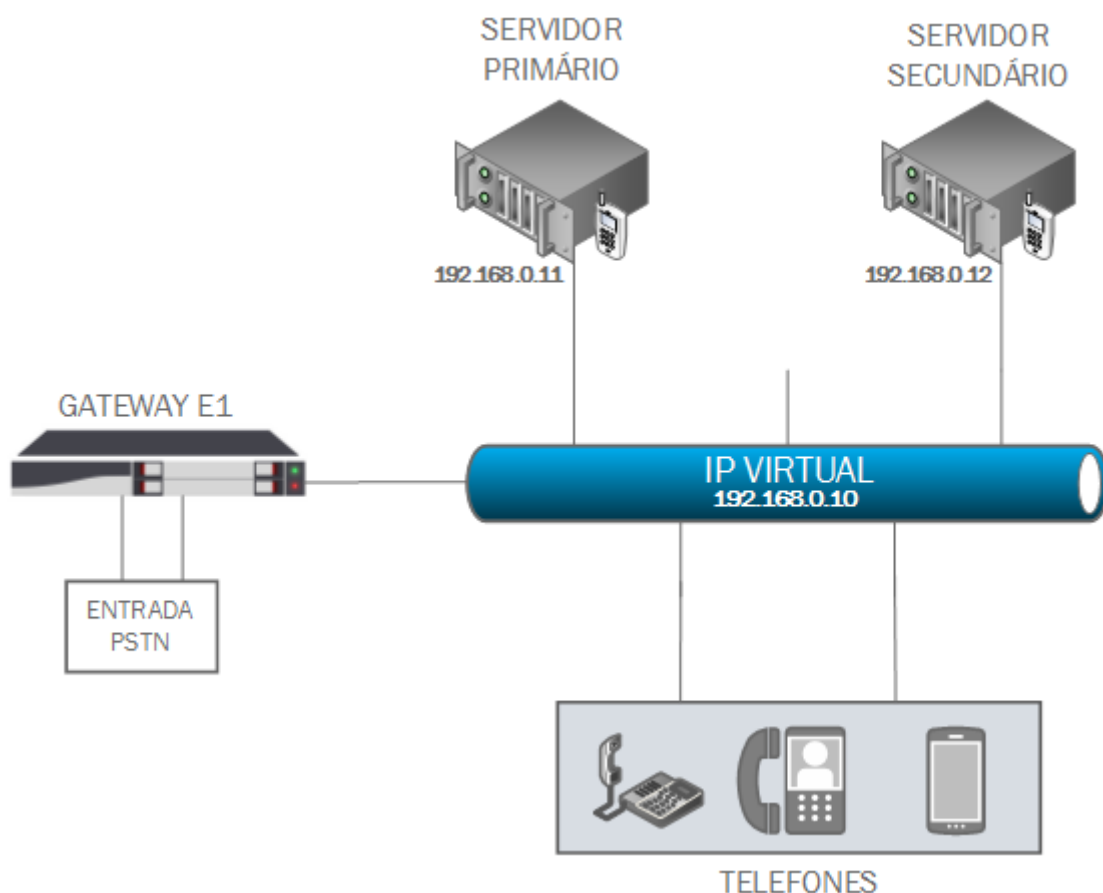 SERVIDOR
PRIMÁRIO
SERVIDOR
SECUNDÁRIO
192.168.0.11
192.168.0.12
GATEWAY E1
IP VIRTUAL
192.168.0.10
ENTRADA
PSTN
TELEFONES